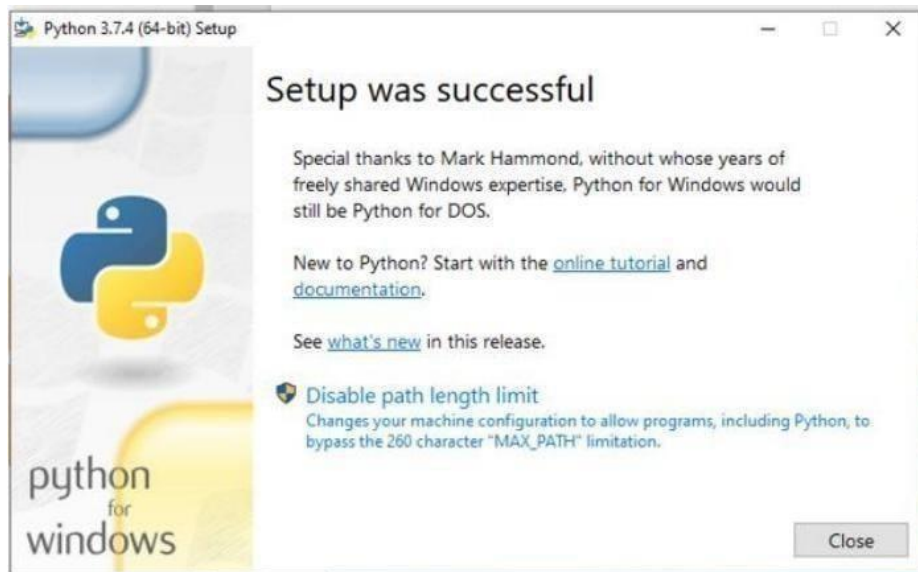 Python 3.7.4 (64-bit) Setup
Setup was successful
Special thanks to Mark Hammond, without whose years of
freely shared Windows expertise, Python for Windows would
still be Python for DOS.
New to Python? Start with the online tutorial and
documentation.
See what's new in this release.
Disable path length limit
Changes your machine configuration to allow programs, including Python, to
bypass the 260 character "MAX_PATH" limitation.
python
for
windows
Close